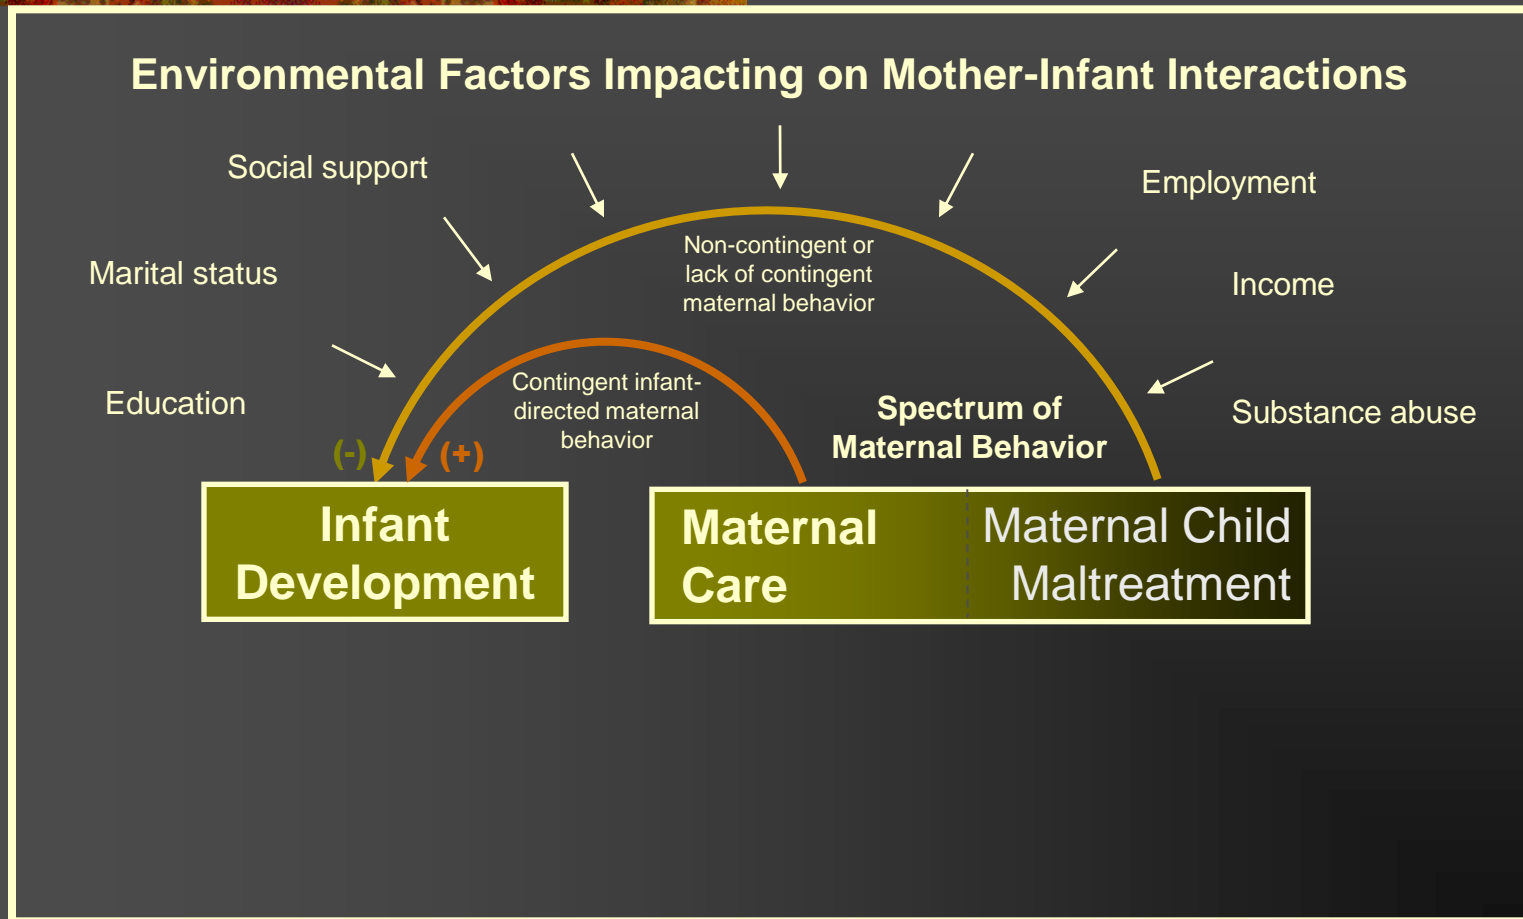 Environmental Factors Impacting on Mother-Infant Interactions
Social support
Employment
Marital status
Non-contingent or
lack of contingent
maternal behavior
Income
Education
Contingent infant-
directed maternal
behavior
Spectrum of
Maternal Behavior
Substance abuse
(-)
(+)
Infant
Development
Maternal
Care
Maternal Child
Maltreatment